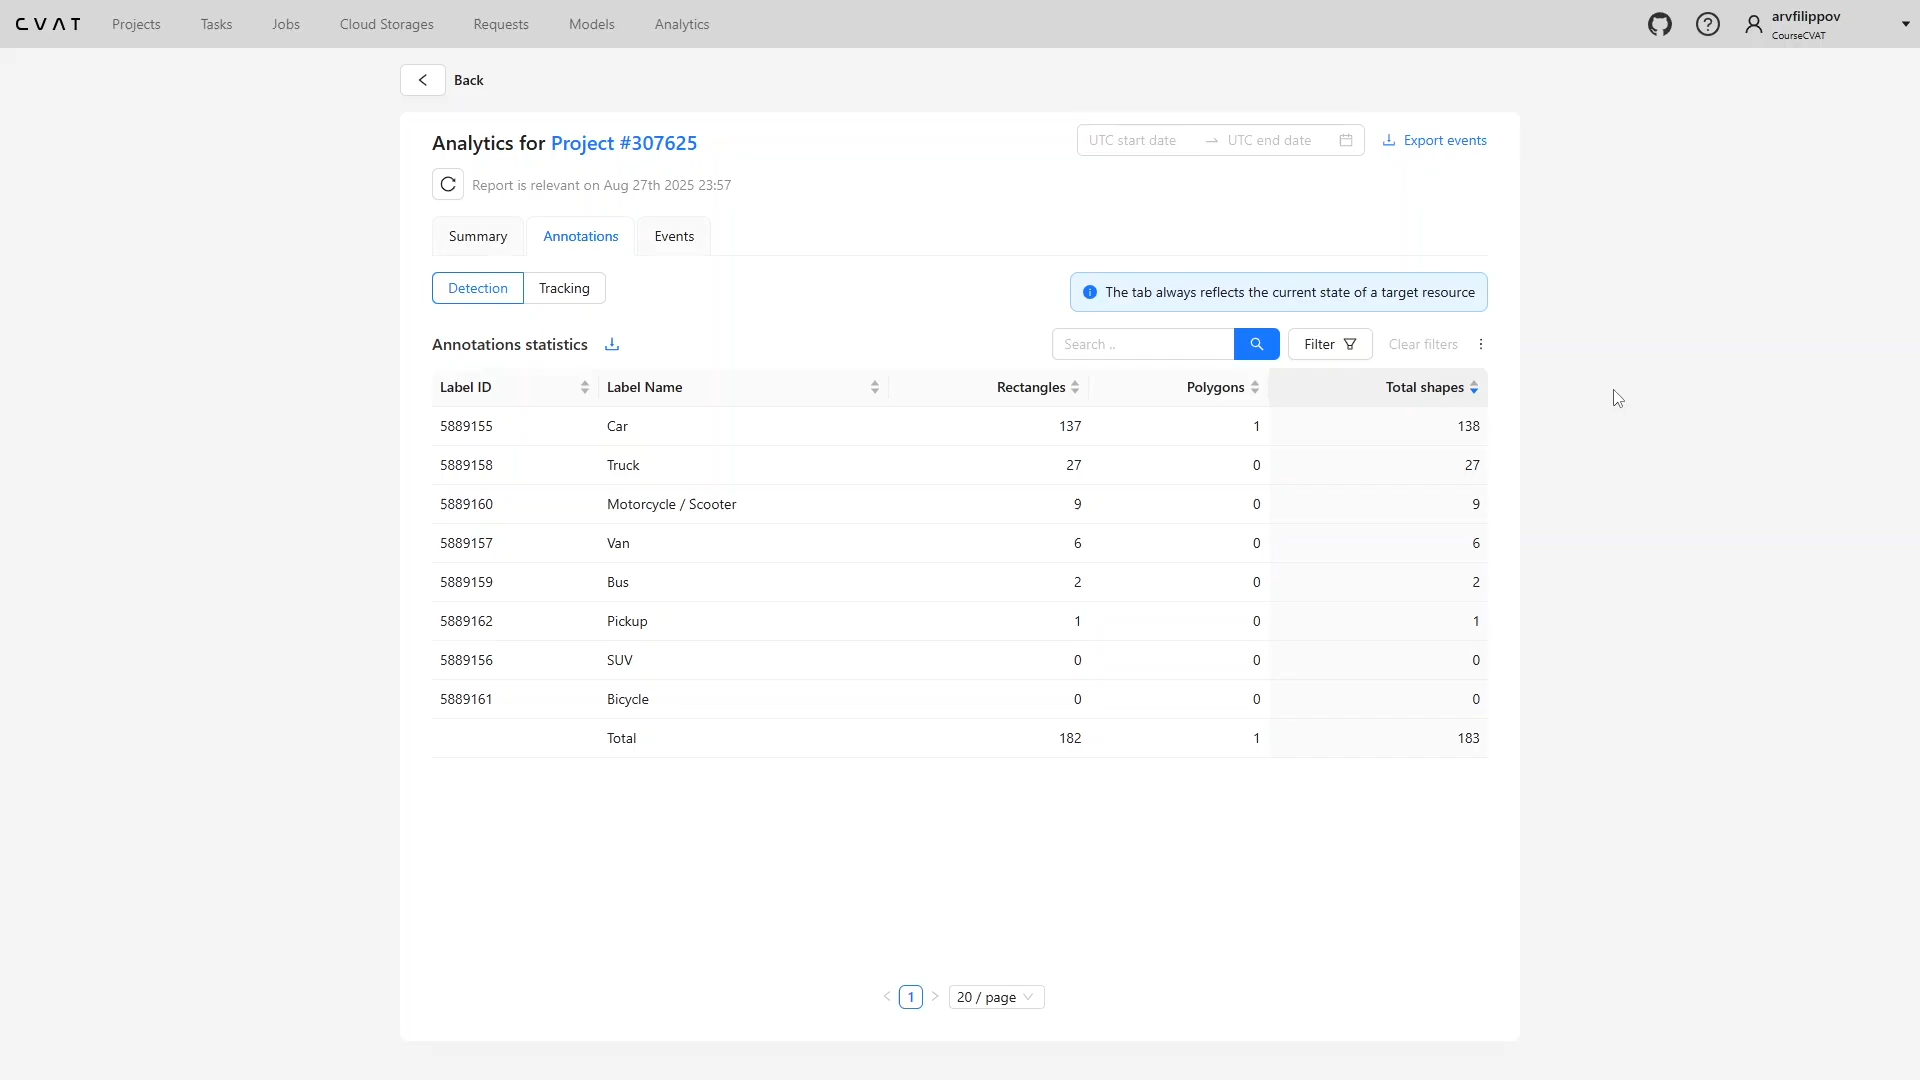 CVAT Projects Tasks Jobs Cloud Storages Requests Models Analytics arvfilippov
CourseCVAT
Back
Analytics for Project #307625 UTC start date UTC end date Export events
Report is relevant on Aug 27th 2025 23:57
Summary Annotations Events
Detection Tracking The tab always reflects the current state of a target resource
Annotations statistics Search .. Filter Clear filters
Label ID Label Name Rectangles Polygons Total shapes
5889155 Car 137 1 138
5889158 Truck 27 0 27
5889160 Motorcycle / Scooter 9 0 9
5889157 Van 6 0 6
5889159 Bus 2 0 2
5889162 Pickup 1 0 1
5889156 SUV 0 0 0
5889161 Bicycle 0 0 0
Total 182 1 183
1 20 / page